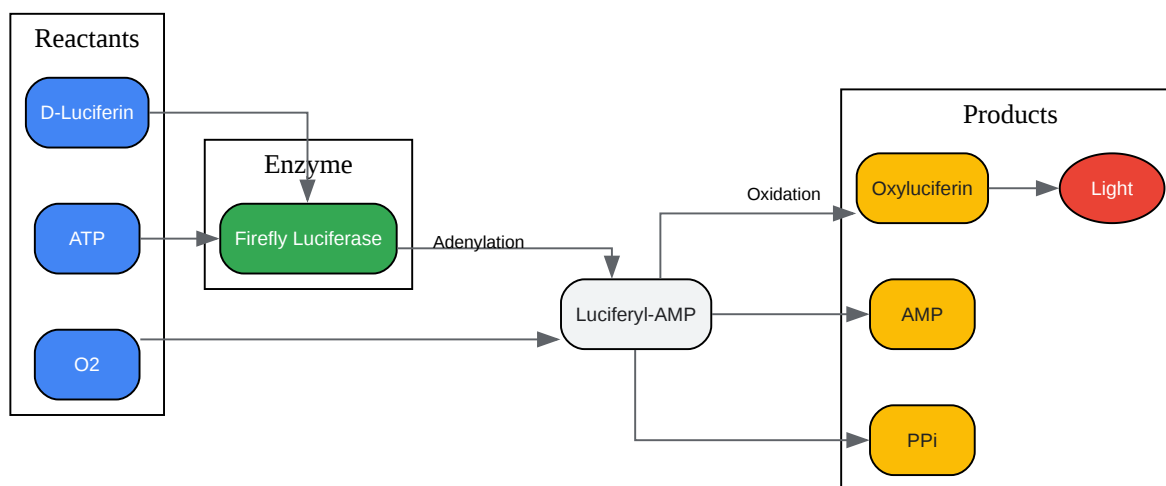 Reactants
D-Luciferin
ATP
O2
Enzyme
Firefly Luciferase
Adenylation
Luciferyl-AMP
Oxidation
Products
Oxyluciferin
Light
AMP
PPi